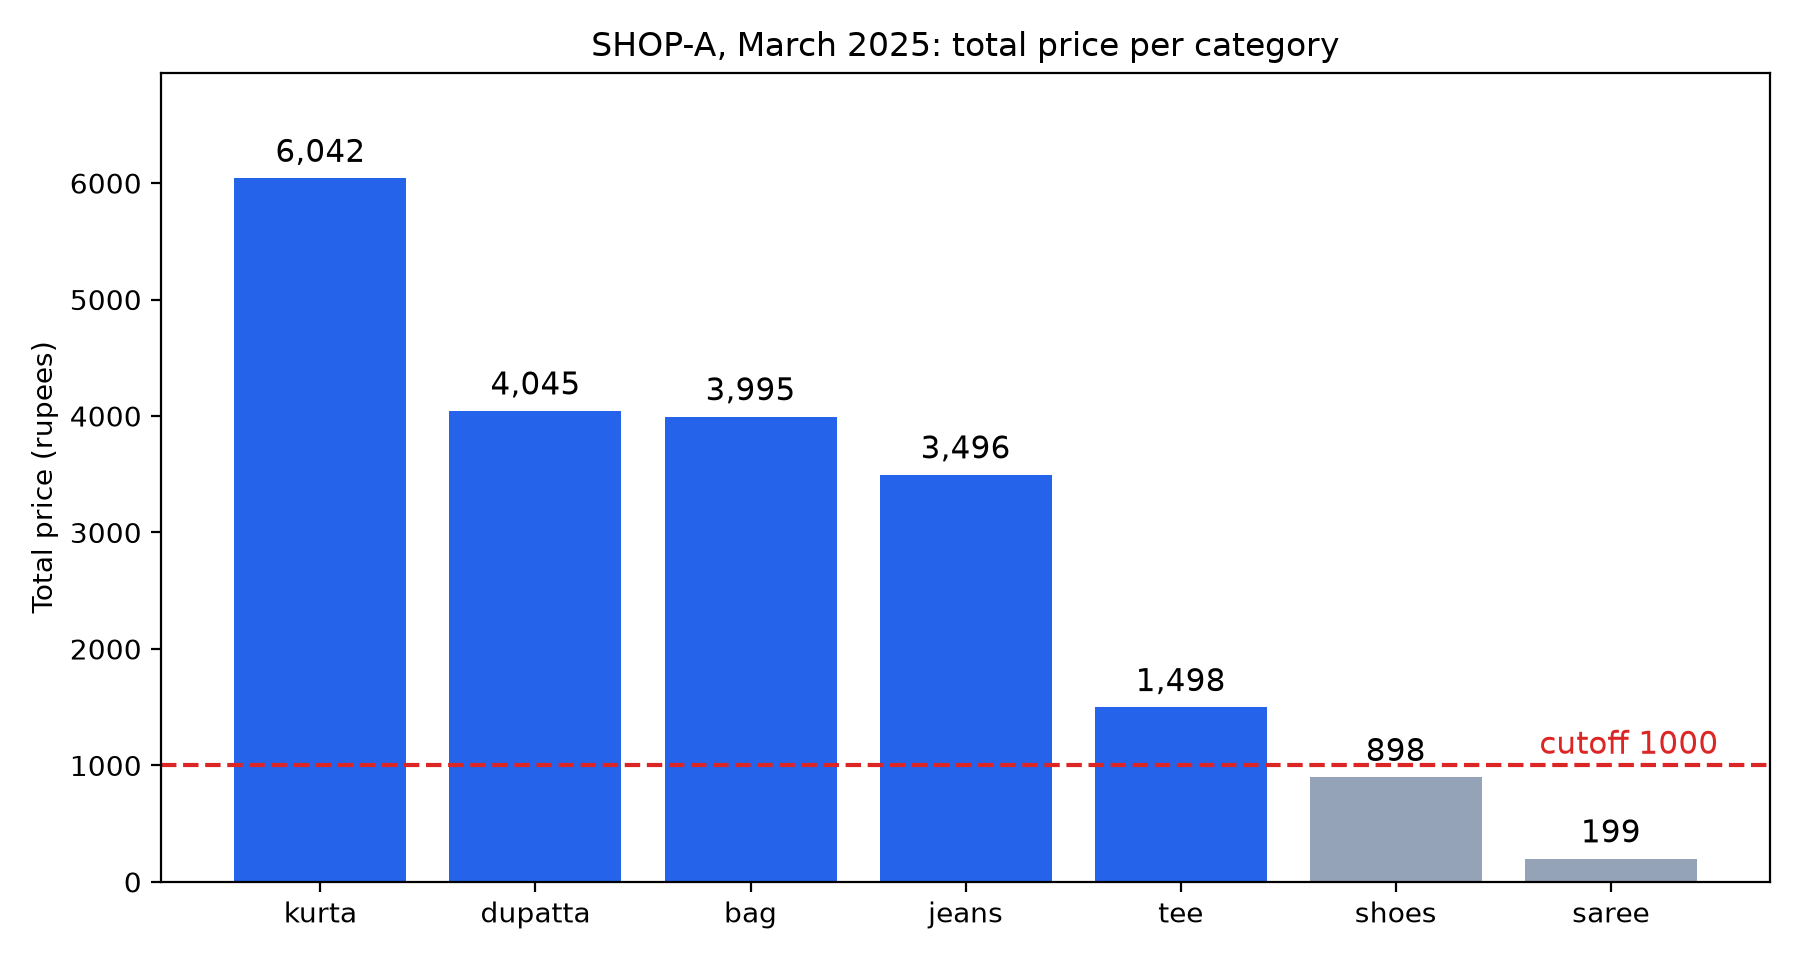 SHOP-A, March 2025: total price per category
Total price (rupees)
6000
5000
4000
3000
2000
1000
0
6,042
4,045
3,995
3,496
1,498
898
199
cutoff 1000
kurta
dupatta
bag
jeans
tee
shoes
saree